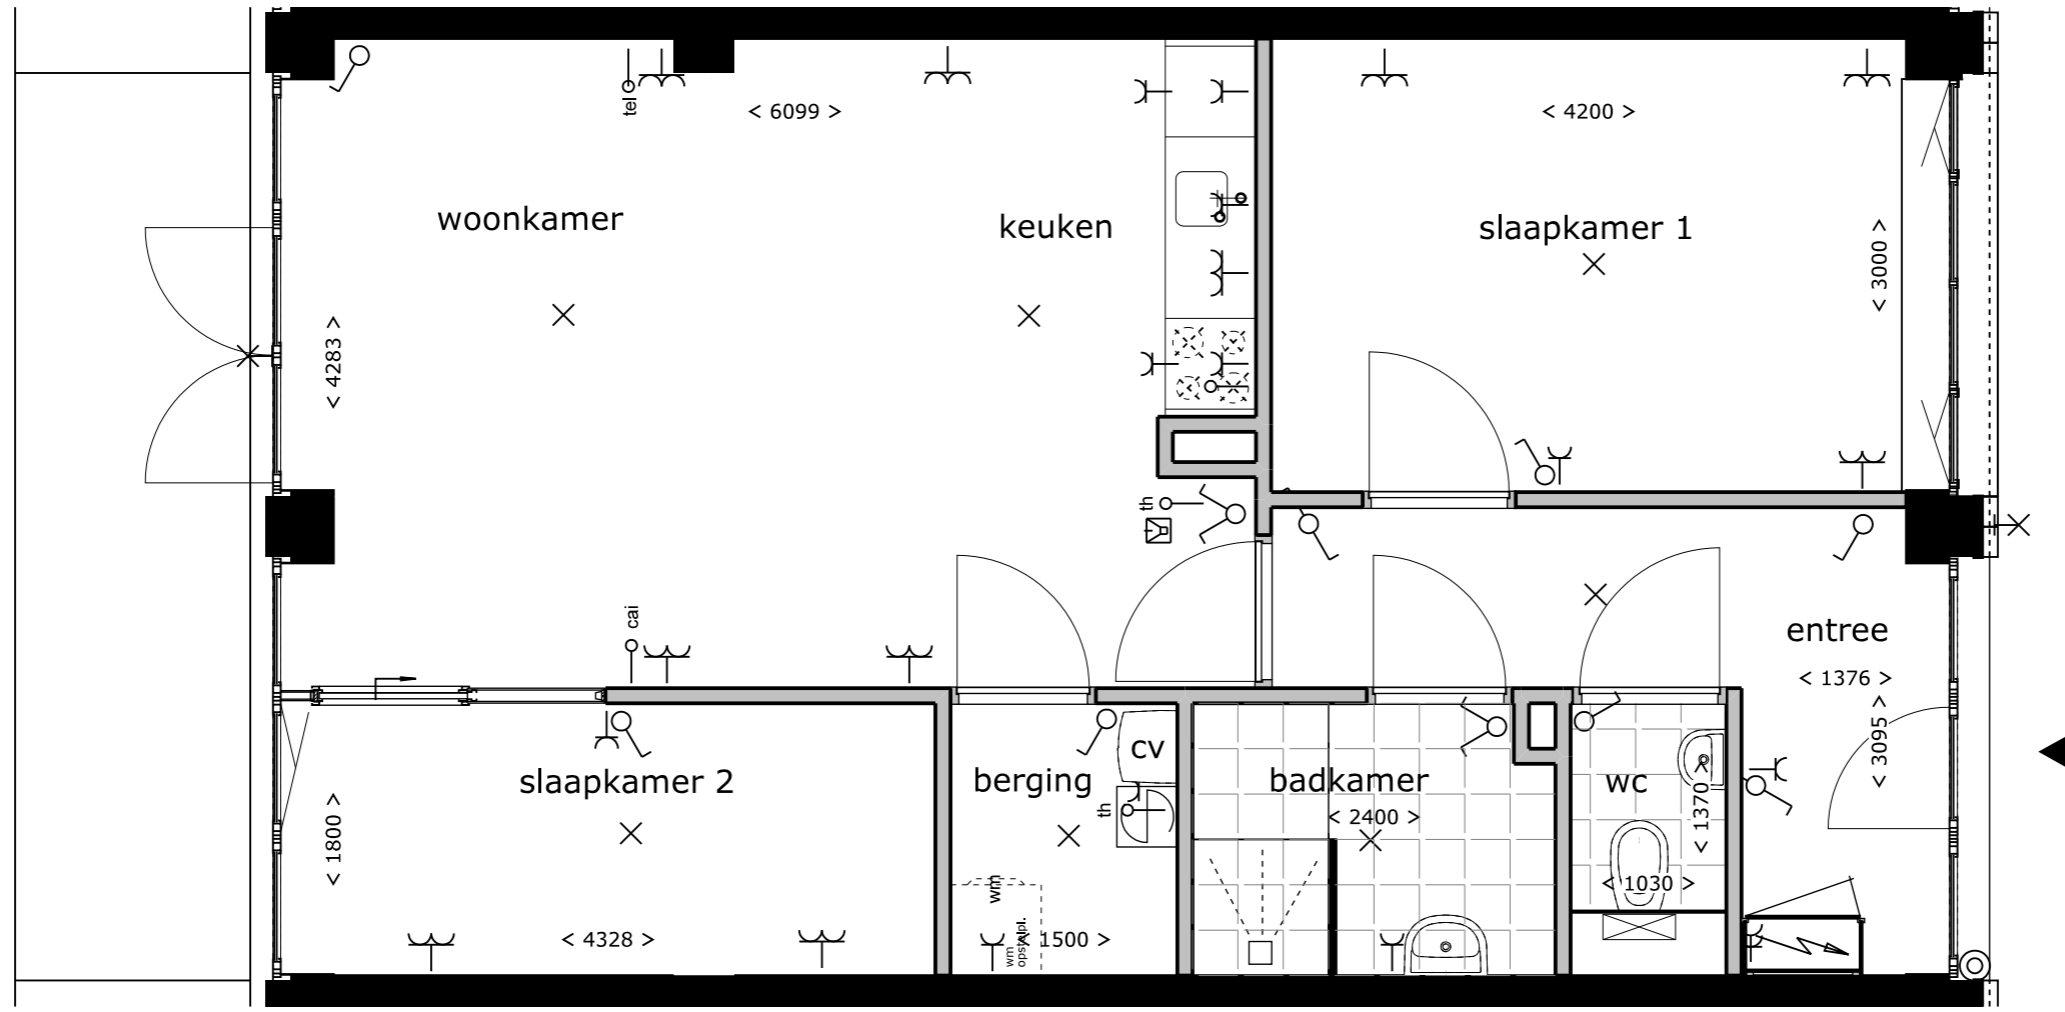 tel
< 6099 >
< 4200 >
woonkamer
keuken
slaapkamer 1
< 3000 >
< 4283 >
th
cai
entree
< 1376 >
< 3095 >
cv
slaapkamer 2
berging
badkamer
wc
< 2400 >
< 1370 >
th
< 1800 >
wm
< 1030 >
< 4328 >
wm
opstelpl.
< 1500 >